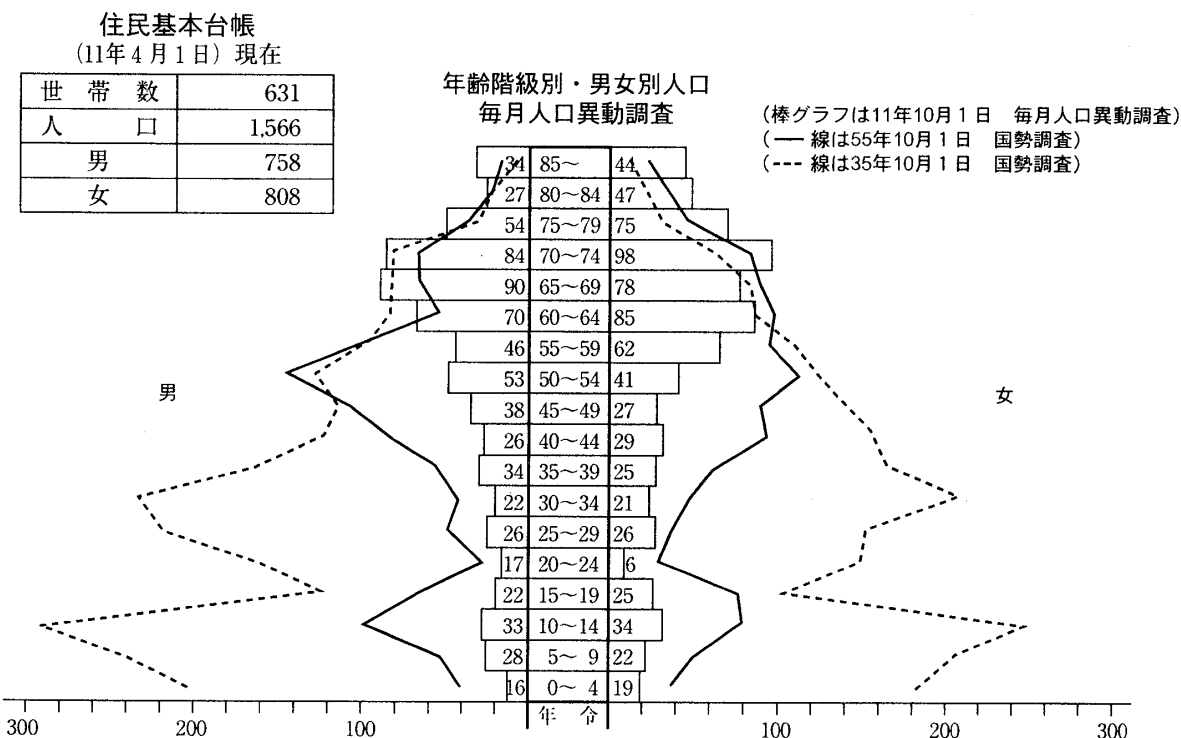 住民基本台帳
(11年4月1日) 現在
世帯数 631
人口 1,566
男 758
女 808
年齢階級別・男女別人口
毎月人口異動調査
(棒グラフは11年10月1日 毎月人口異動調査)
(── 線は55年10月1日 国勢調査)
(--- 線は35年10月1日 国勢調査)
34 85~ 44
27 80~84 47
54 75~79 75
84 70~74 98
90 65~69 78
70 60~64 85
46 55~59 62
53 50~54 41
男
女
38 45~49 27
26 40~44 29
34 35~39 25
22 30~34 21
26 25~29 26
17 20~24 6
22 15~19 25
33 10~14 34
28 5~ 9 22
16 0~ 4 19
年令
300 200 100 100 200 300